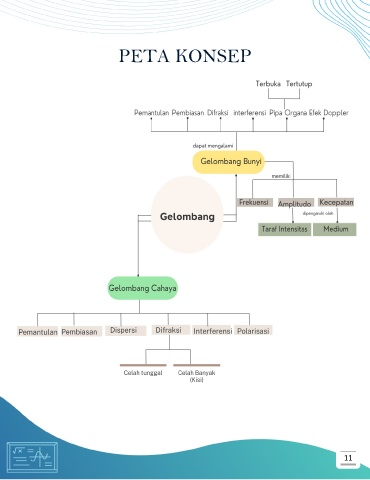 PETA KONSEP
Terbuka Tertutup
Pemantulan Pembiasan Difraksi interferensi Pipa Organa Efek Doppler
dapat mengalami
Gelombang Bunyi
memiliki
Frekuensi Amplitudo Kecepatan
dipengaruhi oleh
Gelombang
Taraf Intensitas Medium
Gelombang Cahaya
Pemantulan Pembiasan Dispersi Difraksi Interferensi Polarisasi
Celah tunggal Celah Banyak
(Kisi)
11